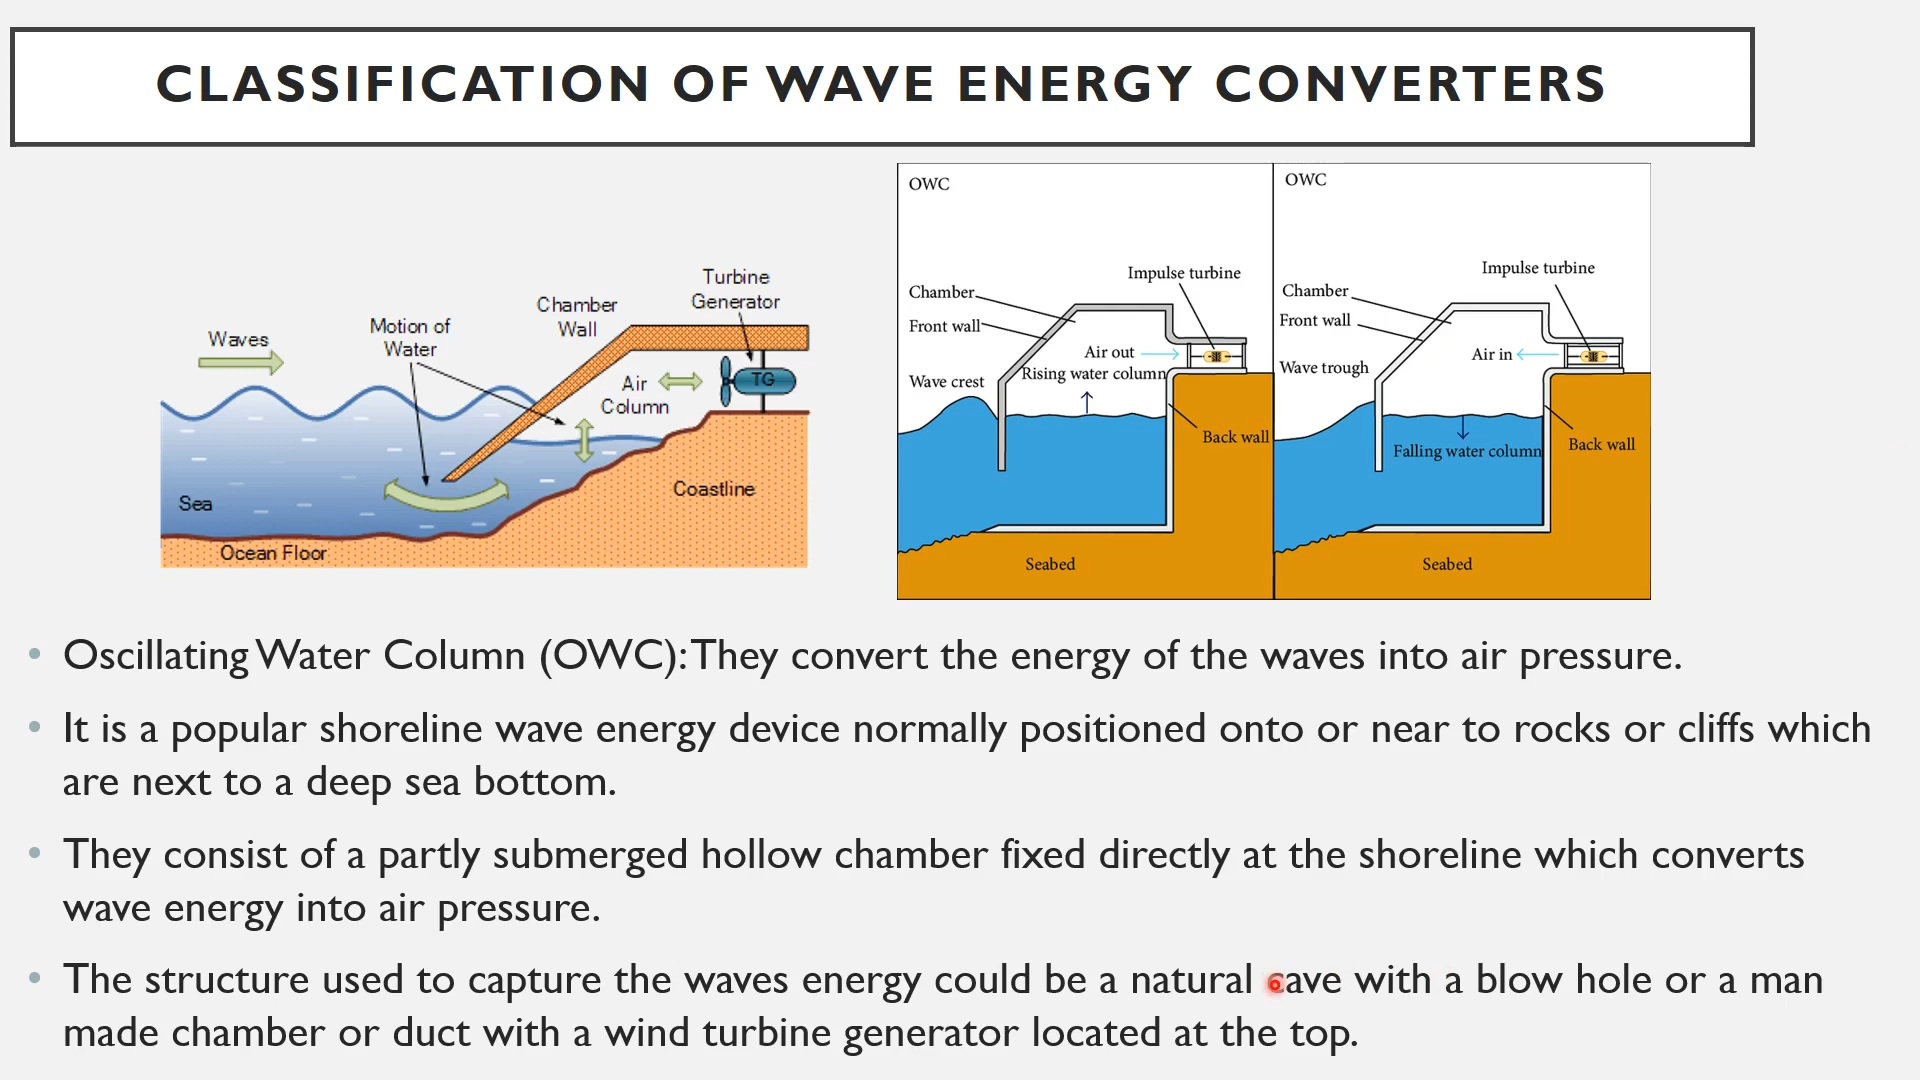 CLASSIFICATION OF WAVE ENERGY CONVERTERS
Waves
Motion of
Water
Chamber
Wall
Turbine
Generator
Air
Column
TG
Sea
Coastline
Ocean Floor
OWC
Impulse turbine
Chamber
Front wall
Air out
Rising water column
Wave crest
Back wall
Seabed
OWC
Impulse turbine
Chamber
Front wall
Air in
Wave trough
Falling water column
Back wall
Seabed
• Oscillating Water Column (OWC): They convert the energy of the waves into air pressure.
• It is a popular shoreline wave energy device normally positioned onto or near to rocks or cliffs which
are next to a deep sea bottom.
• They consist of a partly submerged hollow chamber fixed directly at the shoreline which converts
wave energy into air pressure.
• The structure used to capture the waves energy could be a natural cave with a blow hole or a man
made chamber or duct with a wind turbine generator located at the top.